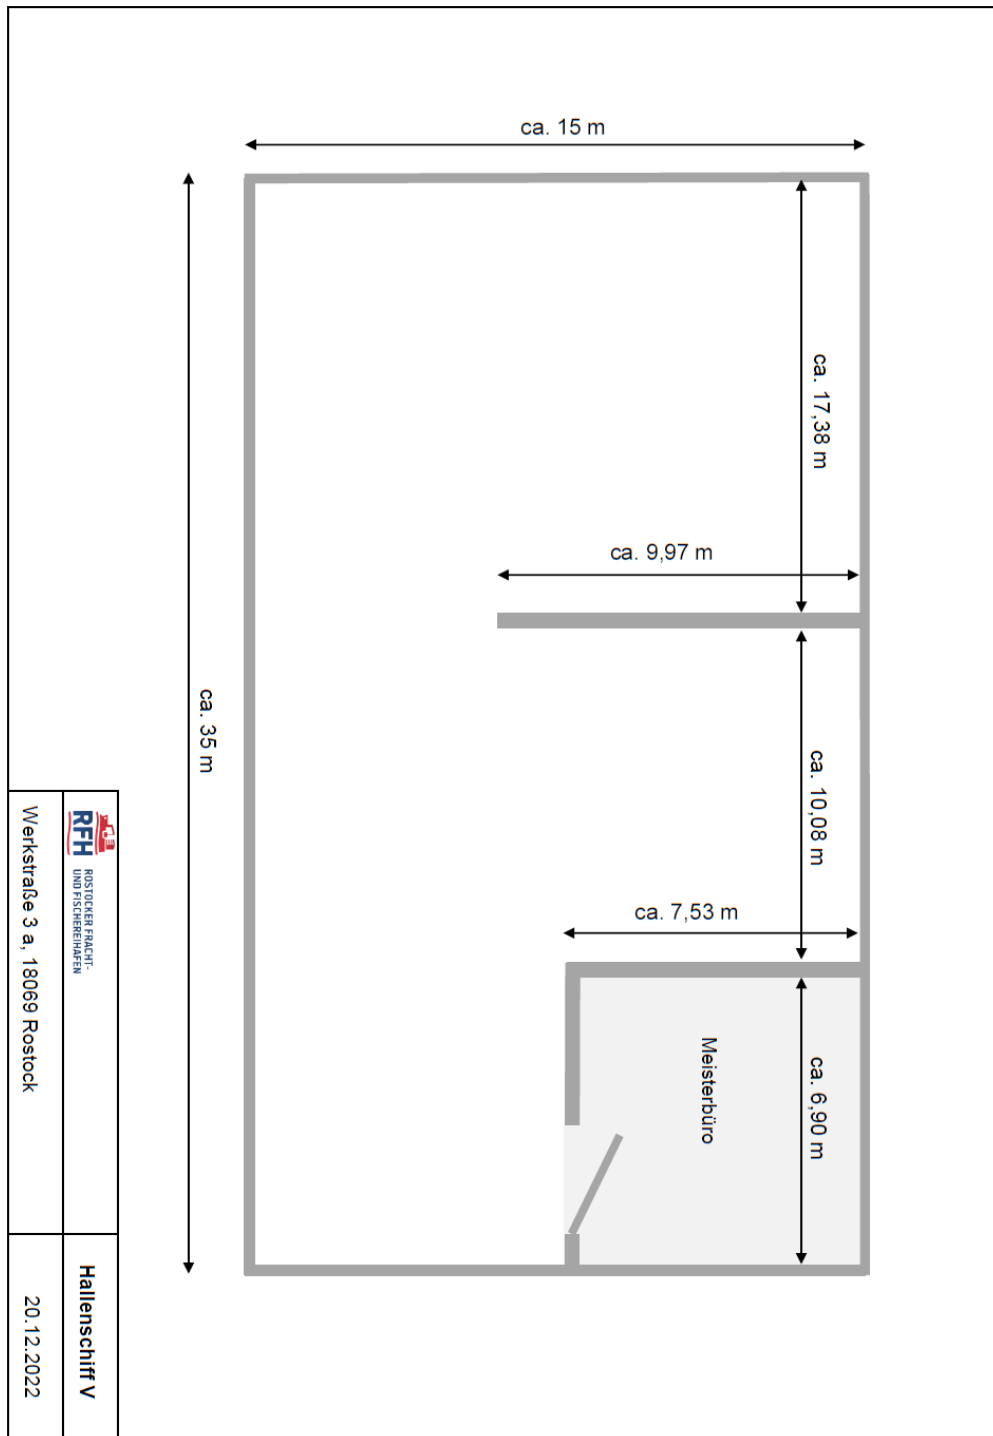 ca. 15 m
ca. 17,38 m
ca. 9,97 m
ca. 35 m
ca. 10,08 m
ca. 7,53 m
Meisterbüro
ca. 6,90 m
RFH
ROSTOCKER FRACHT-
UND FISCHEREIHAFEN
Hallenschiff V
Werkstraße 3 a, 18069 Rostock
20.12.2022